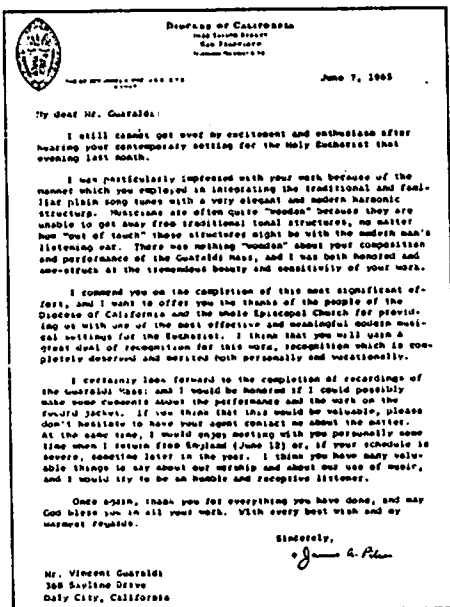 DIOCESE OF CALIFORNIA
San Francisco
June 7, 1965
My dear Mr. Guaraldi:
I still cannot get over my excitement and enthusiasm after
hearing your contemporary setting for the Holy Eucharist that
evening last month.
I was particularly impressed with your work because of the
manner which you employed in integrating the traditional and fami-
liar plain song tunes with a very elegant and modern harmonic
structure. Musicians are often quite "wooden" because they are
unable to get away from traditional tonal structures, no matter
how "out of touch" those structures might be with the modern man's
listening ear. There was nothing "wooden" about your composition
and performance of the Guaraldi Mass, and I was both honored and
awe-struck at the tremendous beauty and sensitivity of your work.
I commend you on the completion of this most significant ef-
fort, and I want to offer you the thanks of the people of the
Diocese of California and the whole Episcopal Church for provid-
ing us with one of the most effective and meaningful modern musi-
cal settings for the Eucharist. I think that you will gain a
great deal of recognition for this work, recognition which is com-
pletely deserved and merited both personally and vocationally.
I certainly look forward to the completion of recordings of
the Guaraldi Mass; and I would be honored if I could possibly
make some comments about the performance and the work on the
record jacket. If you think that this would be valuable, please
don't hesitate to have your agent contact me about the matter.
At the same time, I would enjoy meeting with you personally some
time when I return from England (June 12) or, if your schedule is
severe, sometime later in the year. I think you have many valu-
able things to say about our worship and about our use of music,
and I would try to be an humble and receptive listener.
Once again, thank you for everything you have done, and may
God bless you in all your work. With every best wish and my
warmest regards.
Sincerely,
+ James A. Pike
Mr. Vincent Guaraldi
368 Skyline Drive
Daly City, California